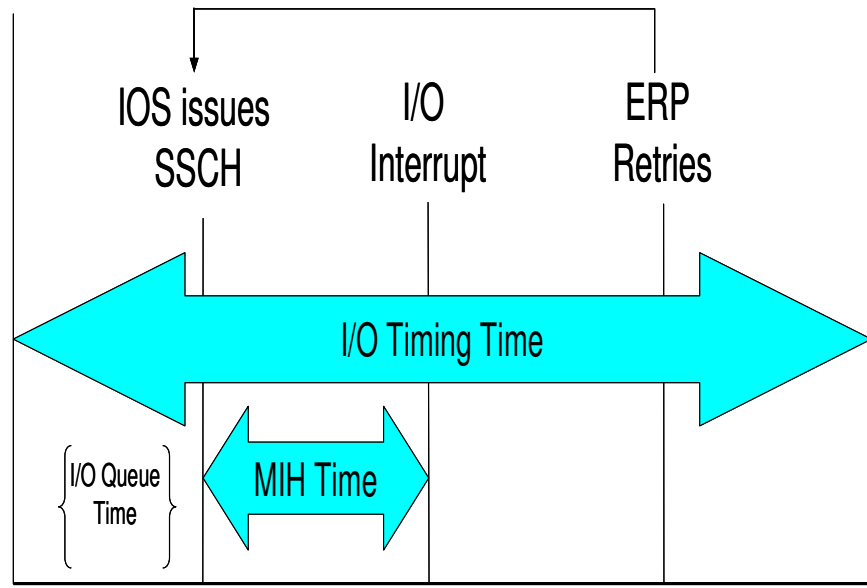 IOS issues
SSCH
I/O
Interrupt
ERP
Retries
I/O Timing Time
I/O Queue
Time
MIH Time